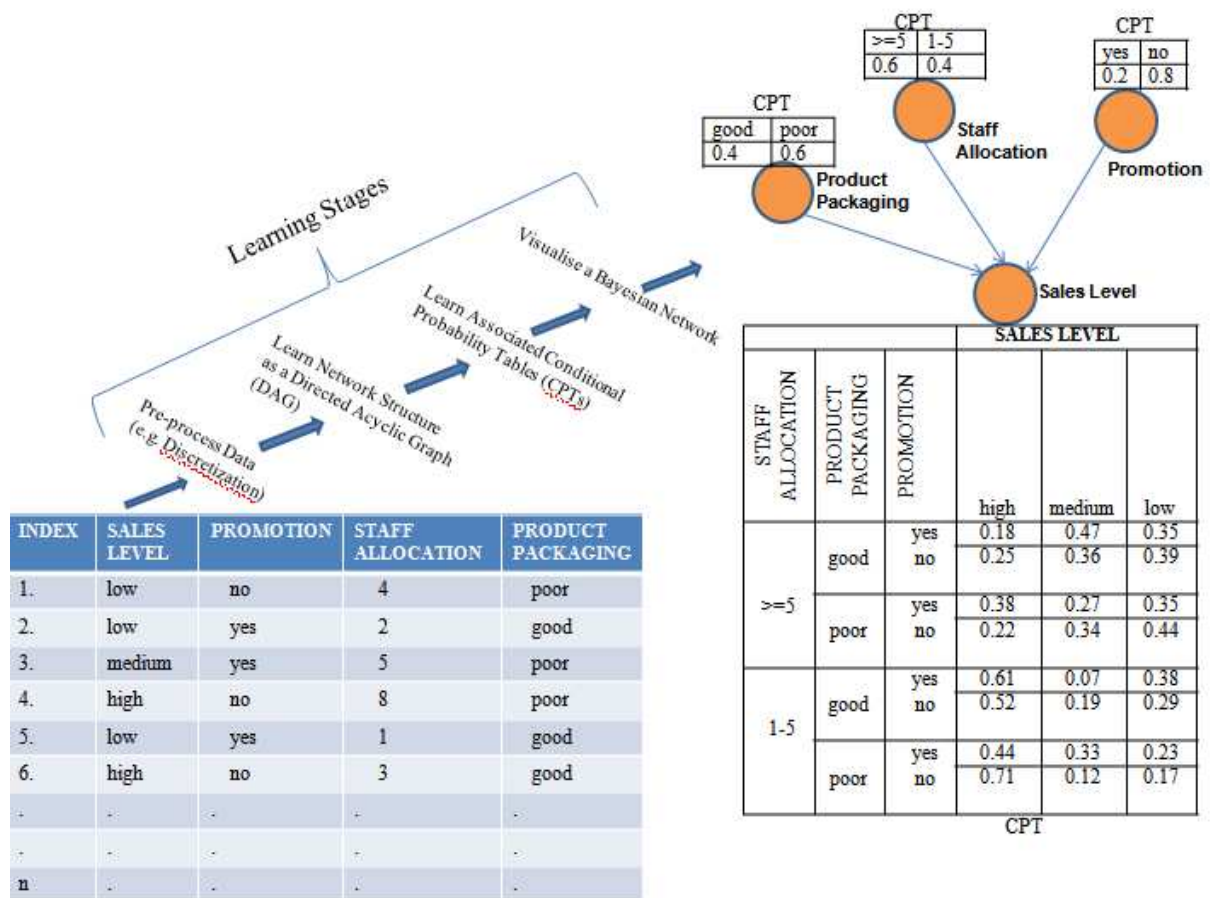 Learning Stages
Pre-process Data
(e.g. Discretization)
Learn Network Structure
as a Directed Acyclic Graph
(DAG)
Learn Associated Conditional
Probability Tables (CPTs)
Visualise a Bayesian Network
INDEX SALES LEVEL PROMOTION STAFF ALLOCATION PRODUCT PACKAGING
1. low no 4 poor
2. low yes 2 good
3. medium yes 5 poor
4. high no 8 poor
5. low yes 1 good
6. high no 3 good
. . . . .
. . . . .
n . . . .
CPT
good poor
0.4 0.6
Product
Packaging
CPT
>=5 1-5
0.6 0.4
Staff
Allocation
CPT
yes no
0.2 0.8
Promotion
Sales Level
SALES LEVEL
STAFF ALLOCATION PRODUCT PACKAGING PROMOTION high medium low
>=5 good yes 0.18 0.47 0.35
no 0.25 0.36 0.39
poor yes 0.38 0.27 0.35
no 0.22 0.34 0.44
1-5 good yes 0.61 0.07 0.38
no 0.52 0.19 0.29
poor yes 0.44 0.33 0.23
no 0.71 0.12 0.17
CPT